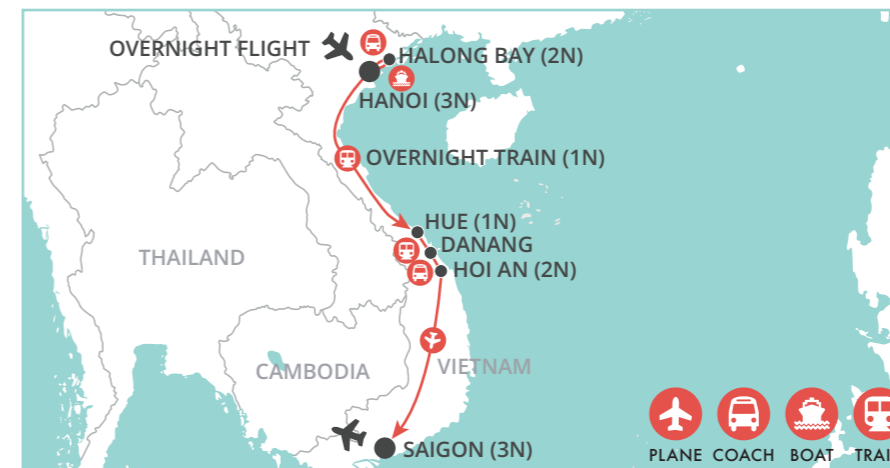 OVERNIGHT FLIGHT
HALONG BAY (2N)
HANOI (3N)
OVERNIGHT TRAIN (1N)
HUE (1N)
DANANG
HOI AN (2N)
THAILAND
CAMBODIA
VIETNAM
SAIGON (3N)
PLANE COACH BOAT TRAI